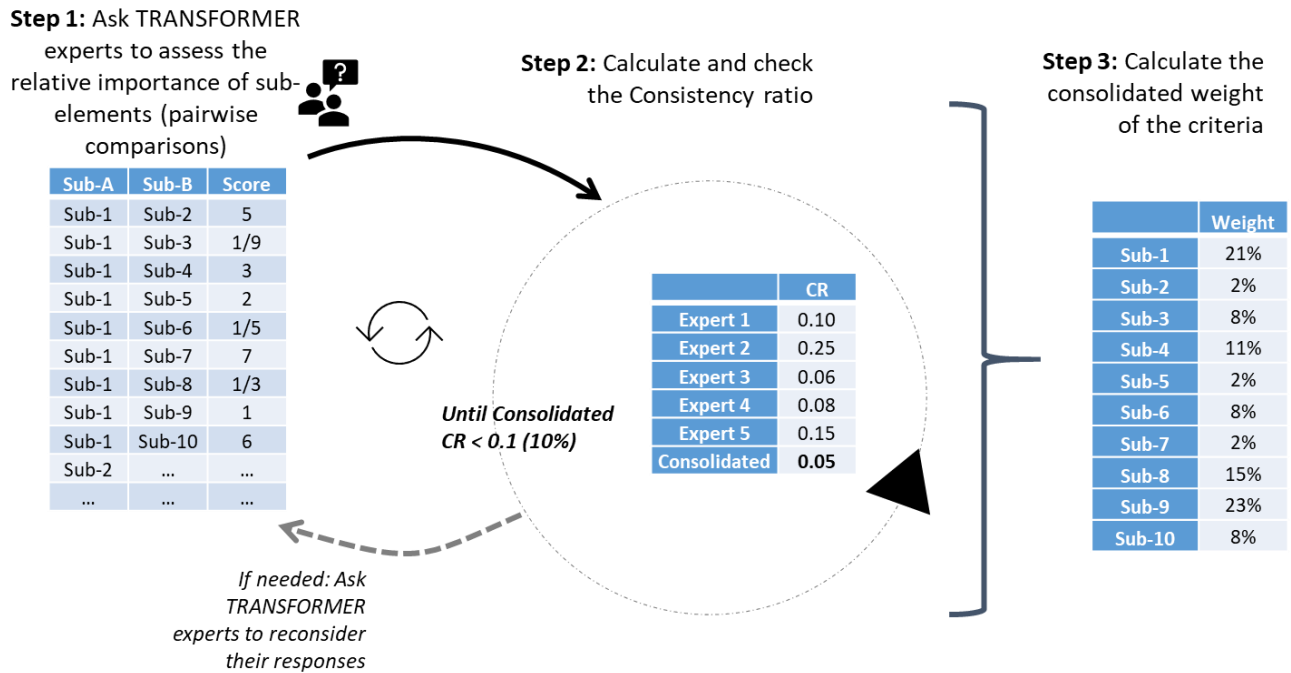 Step 1: Ask TRANSFORMER
experts to assess the
relative importance of sub-
elements (pairwise
comparisons)
?
Sub-A Sub-B Score
Sub-1 Sub-2 5
Sub-1 Sub-3 1/9
Sub-1 Sub-4 3
Sub-1 Sub-5 2
Sub-1 Sub-6 1/5
Sub-1 Sub-7 7
Sub-1 Sub-8 1/3
Sub-1 Sub-9 1
Sub-1 Sub-10 6
Sub-2 ... ...
... ... ...
If needed: Ask
TRANSFORMER
experts to reconsider
their responses
Step 2: Calculate and check
the Consistency ratio
Until Consolidated
CR < 0.1 (10%)
CR
Expert 1 0.10
Expert 2 0.25
Expert 3 0.06
Expert 4 0.08
Expert 5 0.15
Consolidated 0.05
Step 3: Calculate the
consolidated weight
of the criteria
Weight
Sub-1 21%
Sub-2 2%
Sub-3 8%
Sub-4 11%
Sub-5 2%
Sub-6 8%
Sub-7 2%
Sub-8 15%
Sub-9 23%
Sub-10 8%